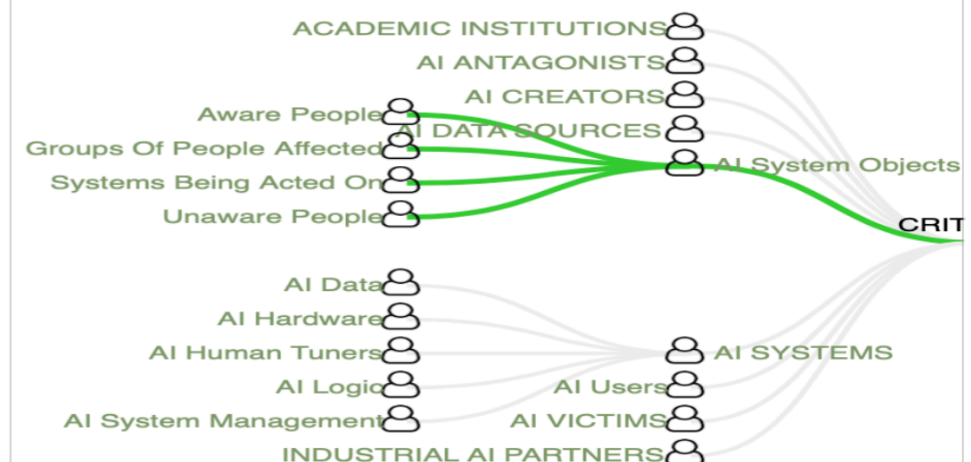 ACADEMIC INSTITUTIONS
AI ANTAGONISTS
AI CREATORS
Aware People
AI DATA SOURCES
Groups Of People Affected
AI System Objects
Systems Being Acted On
Unaware People
CRIT
AI Data
AI Hardware
AI Human Tuners
AI SYSTEMS
AI Logic
AI Users
AI System Management
AI VICTIMS
INDUSTRIAL AI PARTNERS